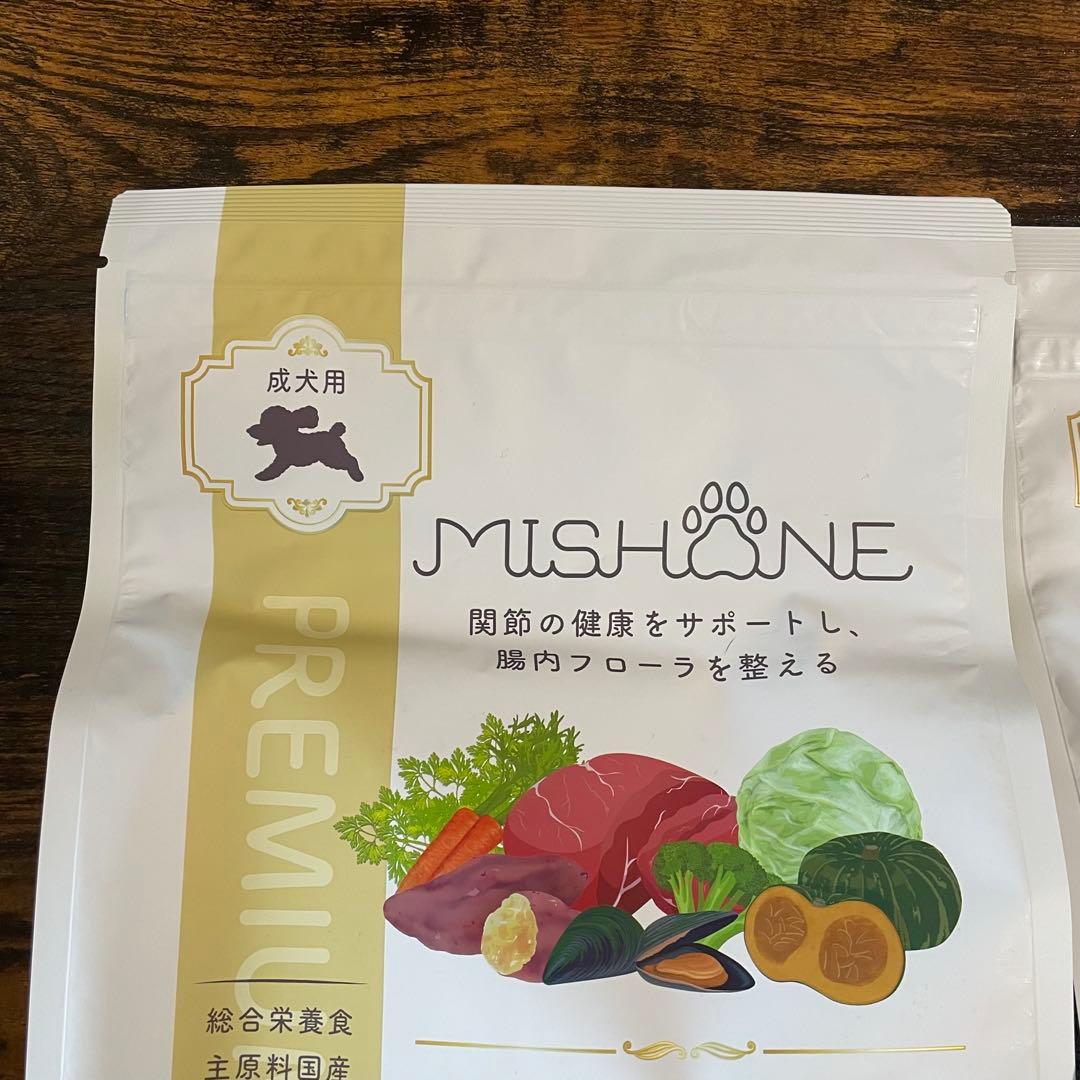 成犬用
MISHONE
関節の健康をサポートし、
腸内フローラを整える
PREMIU
総合栄養食
主原料国産